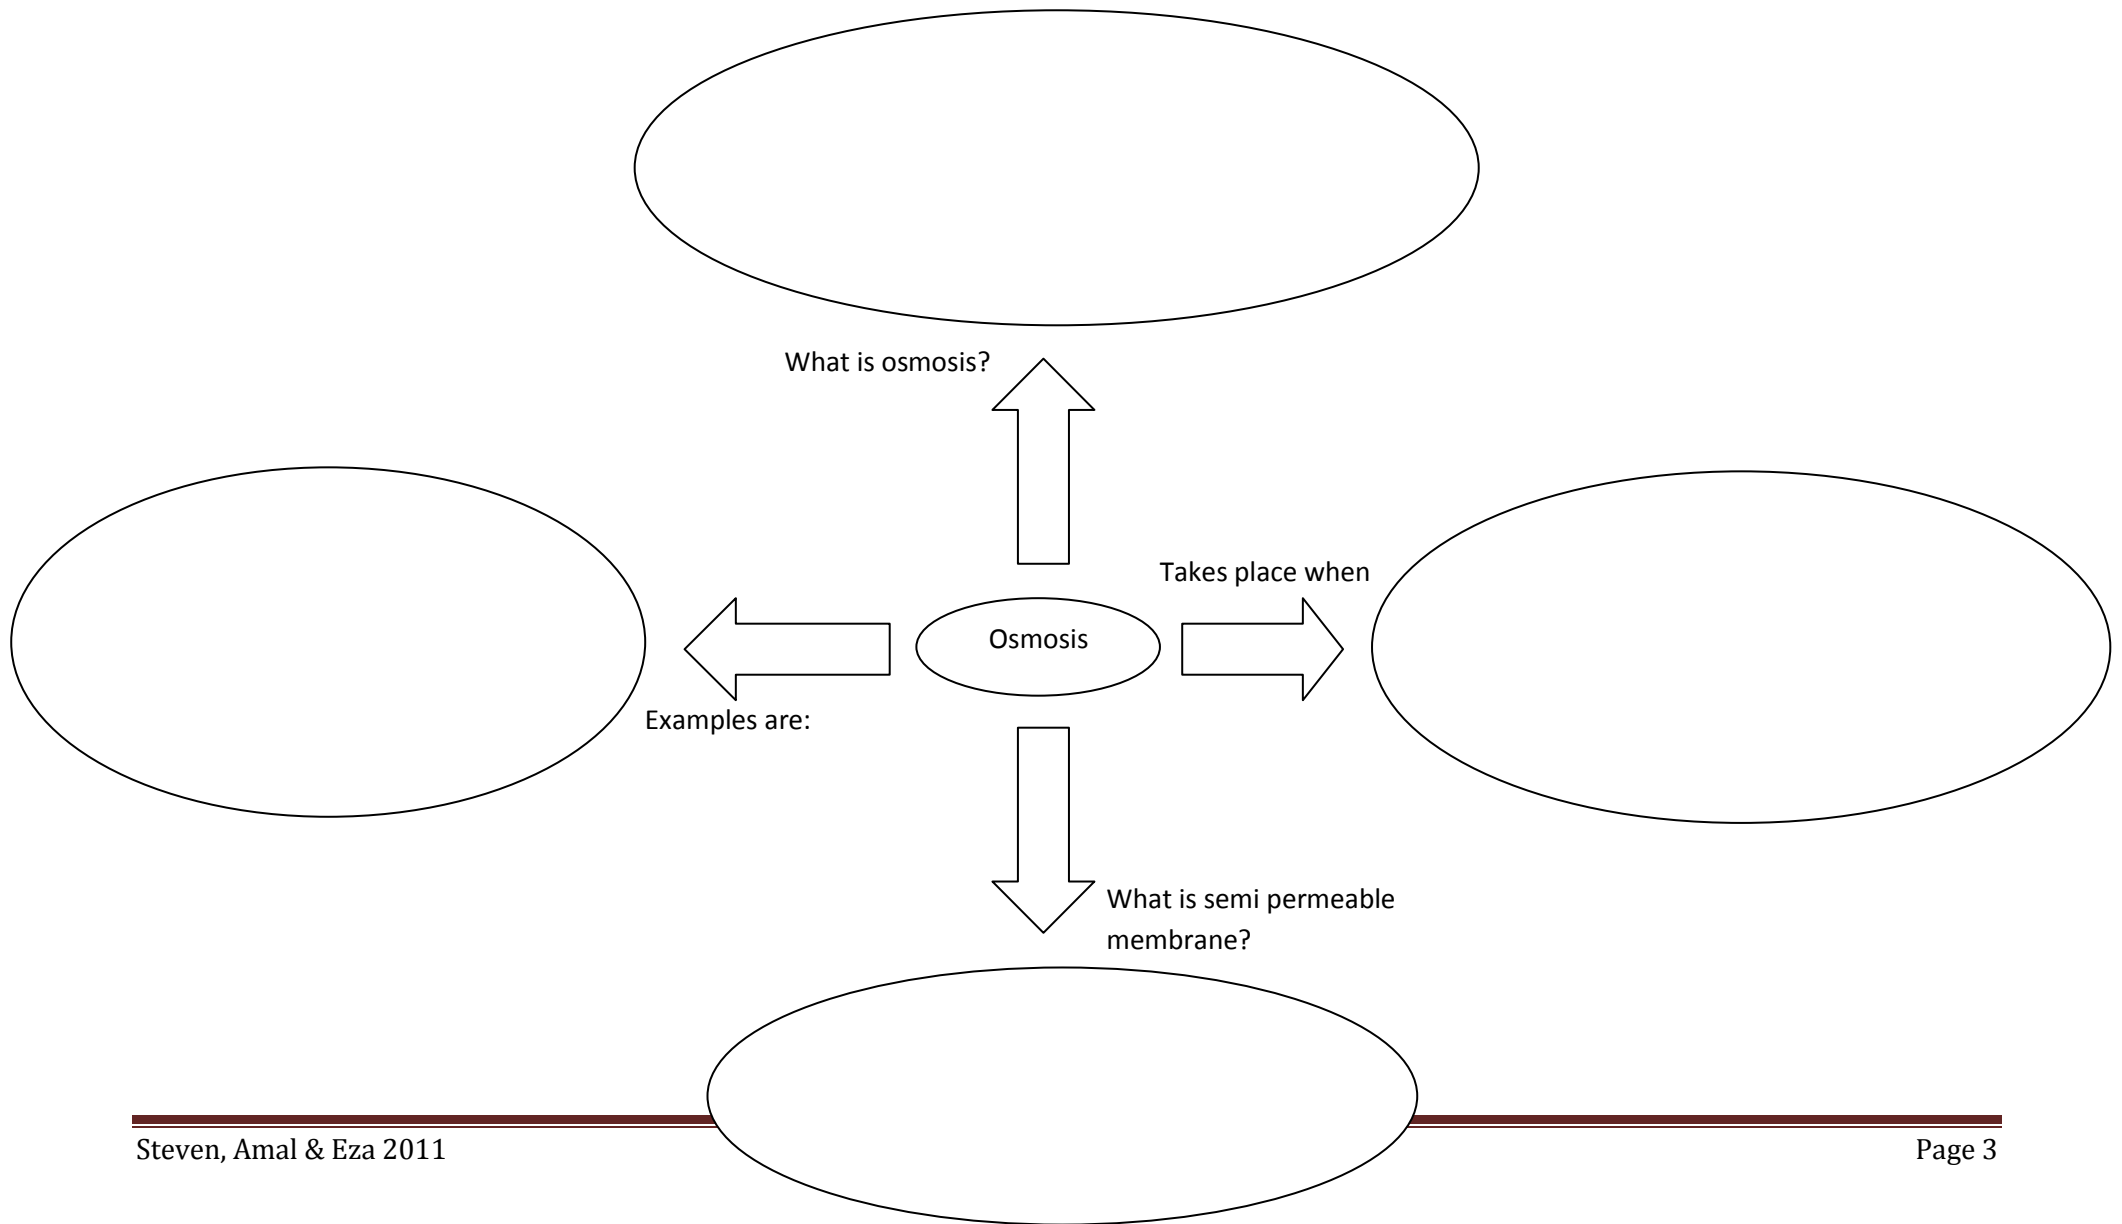 What is osmosis?
Takes place when
Osmosis
Examples are:
What is semi permeable
membrane?
Steven, Amal & Eza 2011
Page 3